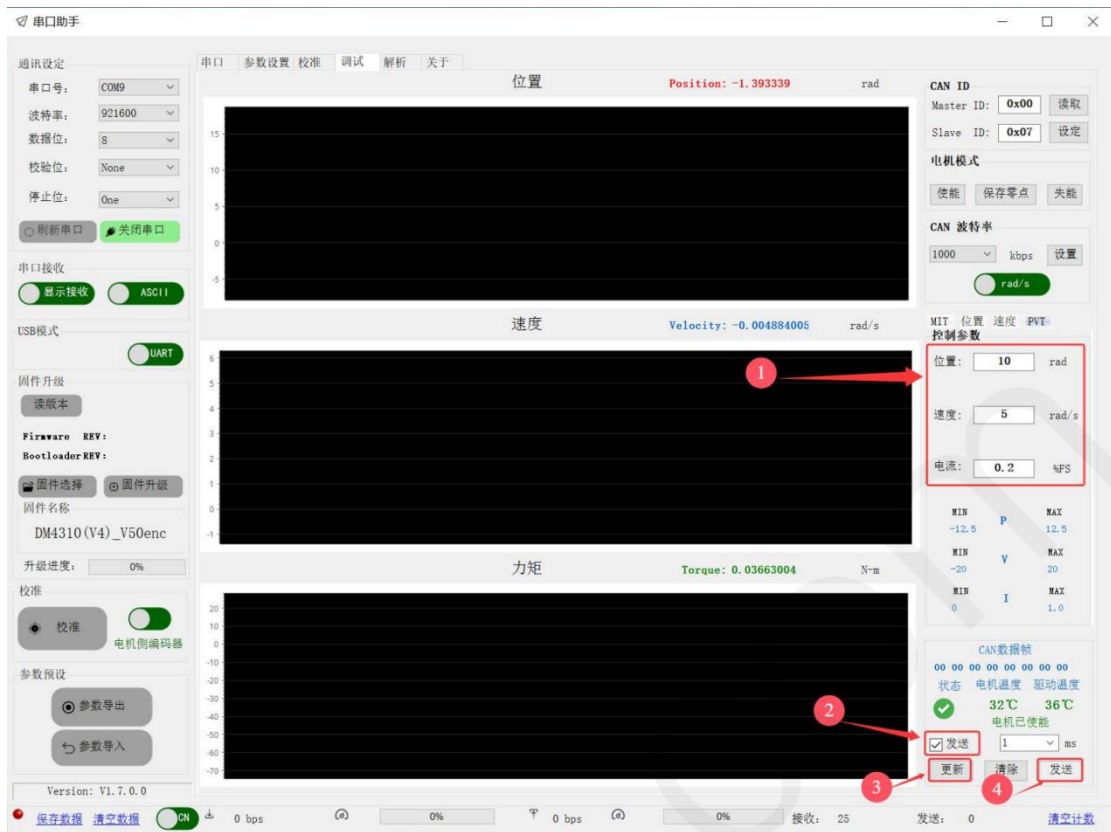 串口助手
通讯设定
串口号: COM9
波特率: 921600
数据位: 8
校验位: None
停止位: One
刷新串口 关闭串口
串口接收
显示接收 ASCII
USB模式
UART
固件升级
读版本
Firmware REV:
Bootloader REV:
固件选择 固件升级
固件名称
DM4310(V4)_V50enc
升级进度: 0%
校准
校准
电机侧编码器
参数预设
参数导出
参数导入
Version: V1.7.0.0
串口 参数设置 校准 调试 解析 关于
位置 Position: -1.393339 rad
15
10
5
0
-5
速度 Velocity: -0.004884005 rad/s
6
5
4
3
2
1
0
-1
力矩 Torque: 0.03663004 N-m
20
10
0
-10
-20
-30
-40
-50
-60
-70
CAN ID
Master ID: 0x00 读取
Slave ID: 0x07 设定
电机模式
使能 保存零点 失能
CAN 波特率
1000 kbps 设置
rad/s
MIT 位置 速度 PVT
控制参数
1
位置: 10 rad
速度: 5 rad/s
电流: 0.2 %FS
MIN P MAX
-12.5 12.5
MIN V MAX
-20 20
MIN I MAX
0 1.0
CAN数据帧
00 00 00 00 00 00 00 00
状态 电机温度 驱动温度
32℃ 36℃
电机已使能
2
发送 1 ms
更新 清除 发送
3
4
保存数据 清空数据 CN 0 bps 0% 0 bps 0% 接收: 25 发送: 0 清空计数